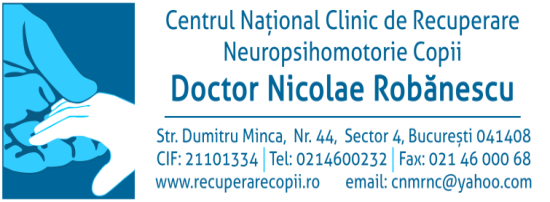 Centrul Național Clinic de Recuperare
Neuropsihomotorie Copii
Doctor Nicolae Robănescu
Str. Dumitru Minca, Nr. 44, Sector 4, București 041408
CIF: 21101334 | Tel: 0214600232 | Fax: 021 46 000 68
www.recuperarecopii.ro email: cnmrnc@yahoo.com